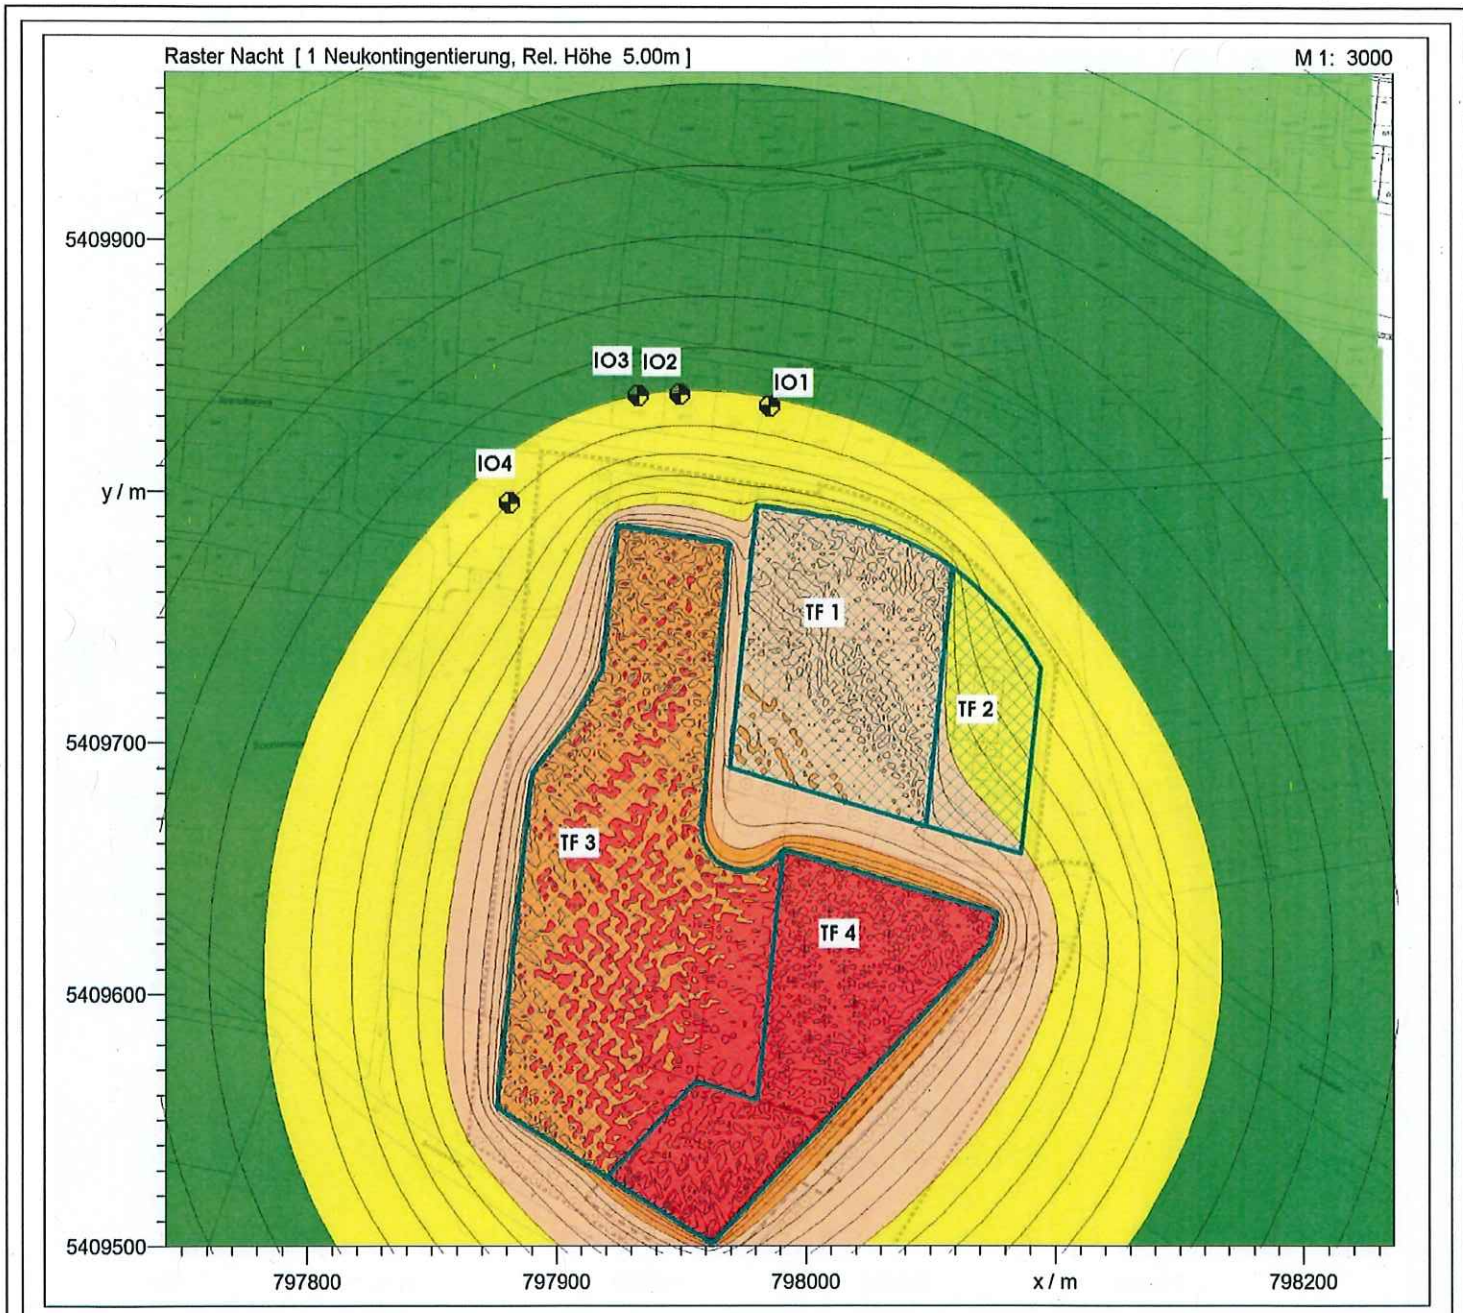 Raster Nacht [ 1 Neukontingentierung, Rel. Höhe 5.00m ]
M 1: 3000
5409900
IO3 IO2
IO1
IO4
y / m
TF 1
TF 2
5409700
TF 3
TF 4
5409600
5409500
797800 797900 798000 x / m 798200